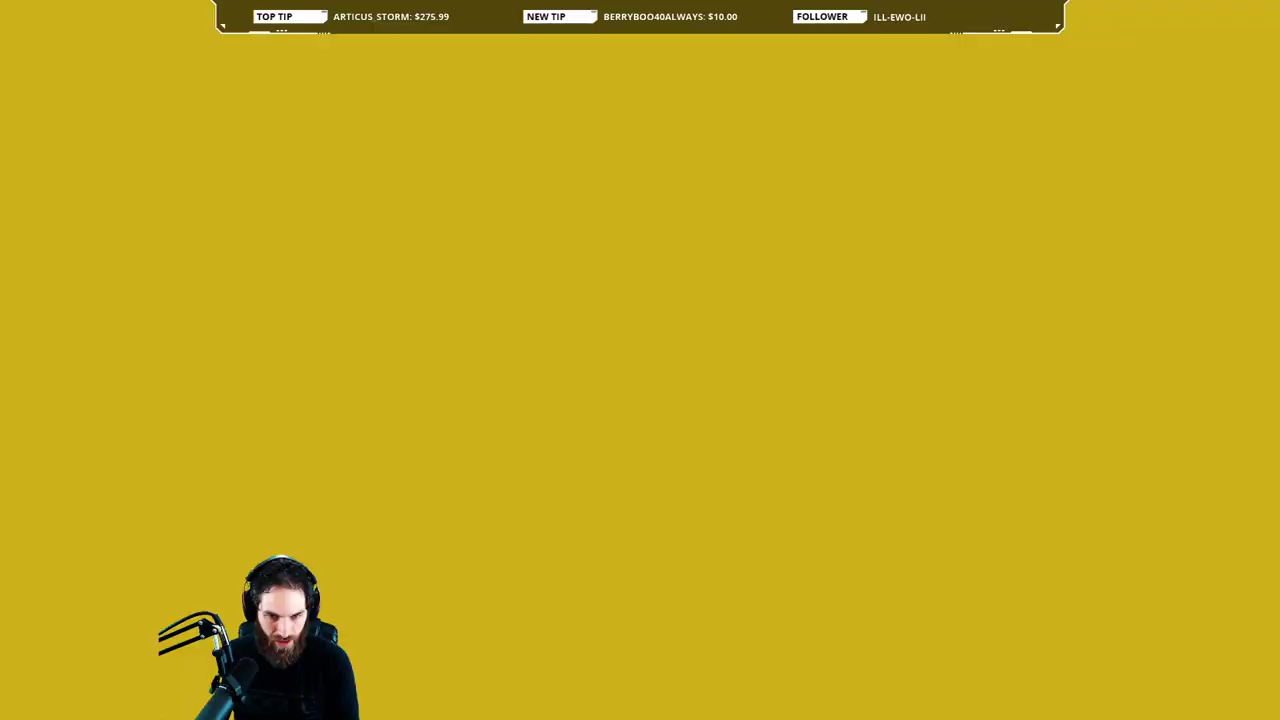 TOP TIP ARTICUS_STORM: $275.99 NEW TIP BERRYBOO40ALWAYS: $10.00 FOLLOWER ILL-EWO-LII